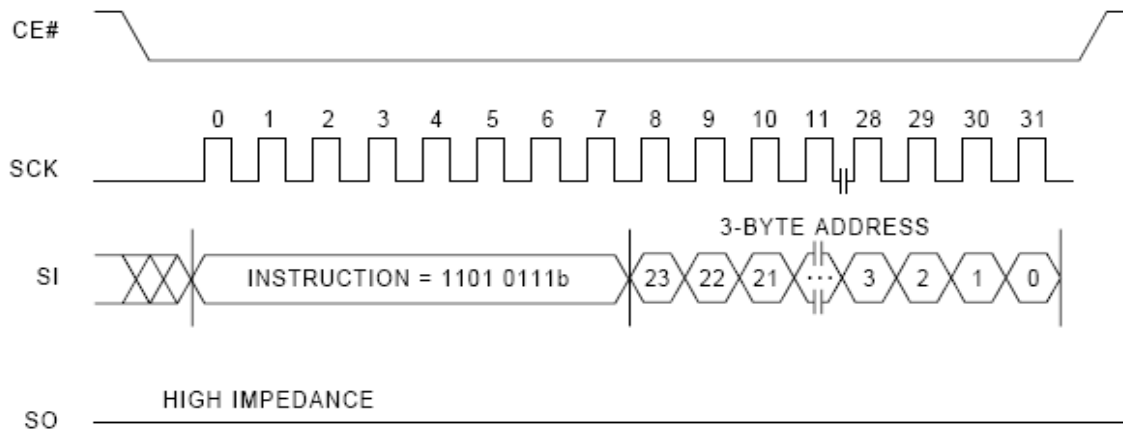 CE#
0 1 2 3 4 5 6 7 8 9 10 11 28 29 30 31
SCK
3-BYTE ADDRESS
SI INSTRUCTION = 1101 0111b 23 22 21 ··· 3 2 1 0
HIGH IMPEDANCE
SO